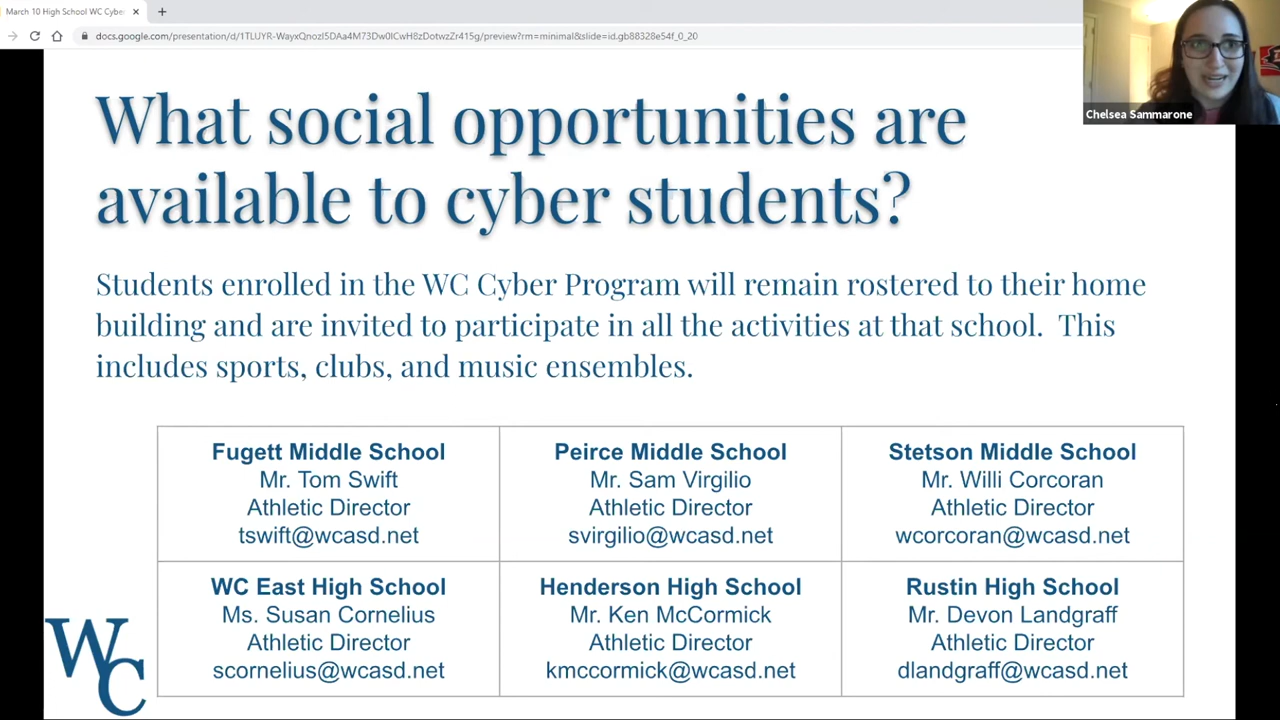 March 10 High School WC Cyber
docs.google.com/presentation/d/1TLUYR-WayxQnozI5DAa4M73Dw0ICwH8zDotwzZr415g/preview?rm=minimal&slide=id.gb88328e54f_0_20
Chelsea Sammarone
What social opportunities are
available to cyber students?
Students enrolled in the WC Cyber Program will remain rostered to their home
building and are invited to participate in all the activities at that school. This
includes sports, clubs, and music ensembles.
Fugett Middle School
Mr. Tom Swift
Athletic Director
tswift@wcasd.net
Peirce Middle School
Mr. Sam Virgilio
Athletic Director
svirgilio@wcasd.net
Stetson Middle School
Mr. Willi Corcoran
Athletic Director
wcorcoran@wcasd.net
WC East High School
Ms. Susan Cornelius
Athletic Director
scornelius@wcasd.net
Henderson High School
Mr. Ken McCormick
Athletic Director
kmccormick@wcasd.net
Rustin High School
Mr. Devon Landgraff
Athletic Director
dlandgraff@wcasd.net
WC